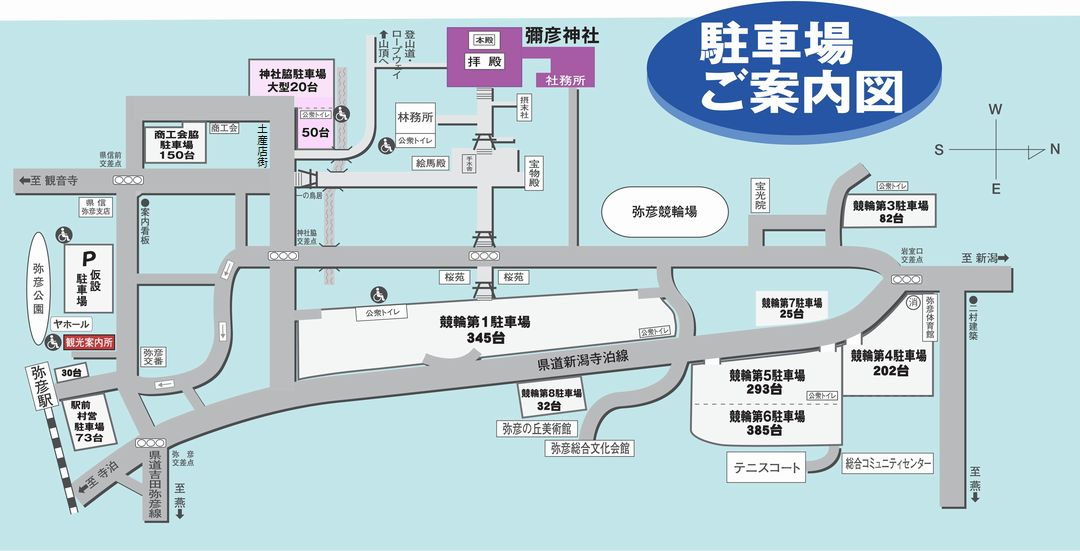 駐車場
ご案内図
登山道・
ロープウェイ
↑山頂へ
本殿
拝殿
彌彦神社
社務所
神社脇駐車場
大型20台
公衆トイレ
50台
林務所
公衆トイレ
摂末社
商工会
商工会脇
駐車場
150台
土産店街
絵馬殿
手水舎
宝物殿
W
S
N
E
県信前
交差点
←至 観音寺
一の鳥居
県信
弥彦支店
●案内看板
弥彦競輪場
宝光院
公衆トイレ
競輪第3駐車場
82台
神社脇
交差点
岩室口
交差点
至 新潟→
弥彦公園
P
仮設
駐車場
桜苑
桜苑
公衆トイレ
競輪第1駐車場
345台
公衆トイレ
競輪第7駐車場
25台
消
弥彦体育館
●二村建築
ヤホール
観光案内所
弥彦交番
県道新潟寺泊線
競輪第4駐車場
202台
30台
弥彦駅
駅前
村営
駐車場
73台
競輪第8駐車場
32台
競輪第5駐車場
293台
公衆トイレ
競輪第6駐車場
385台
弥彦の丘美術館
弥彦総合文化会館
弥彦
交差点
←至 寺泊
県道吉田弥彦線
至 燕→
テニスコート
総合コミュニティセンター
至 燕→